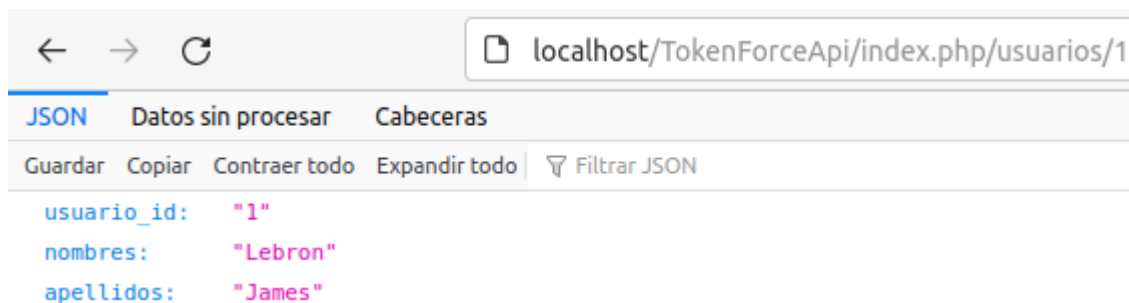 localhost/TokenForceApi/index.php/usuarios/1
JSON Datos sin procesar Cabeceras
Guardar Copiar Contraer todo Expandir todo Filtrar JSON
usuario_id: "1"
nombres: "Lebron"
apellidos: "James"